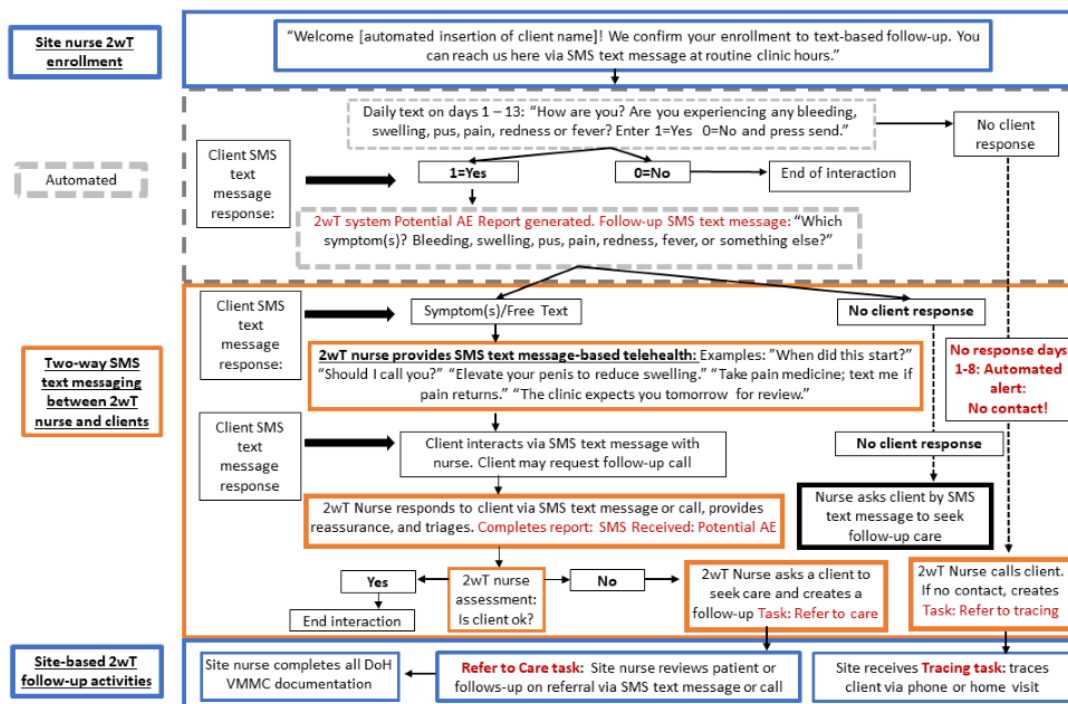 Site nurse 2wT
enrollment
“Welcome [automated insertion of client name]! We confirm your enrollment to text-based follow-up. You
can reach us here via SMS text message at routine clinic hours.”
Automated
Client SMS
text
message
response:
Daily text on days 1 – 13: “How are you? Are you experiencing any bleeding,
swelling, pus, pain, redness or fever? Enter 1=Yes 0=No and press send.”
No client
response
1=Yes
0=No
End of interaction
2wT system Potential AE Report generated. Follow-up SMS text message: “Which
symptom(s)? Bleeding, swelling, pus, pain, redness, fever, or something else?”
Two-way SMS
text messaging
between 2wT
nurse and clients
Client SMS
text
message
response:
Symptom(s)/Free Text
No client response
2wT nurse provides SMS text message-based telehealth: Examples: ”When did this start?”
“Should I call you?” “Elevate your penis to reduce swelling.” “Take pain medicine; text me if
pain returns.” “The clinic expects you tomorrow for review.”
No response days
1-8: Automated
alert:
No contact!
Client SMS
text
message
response
Client interacts via SMS text message with
nurse. Client may request follow-up call
No client response
2wT Nurse responds to client via SMS text message or call, provides
reassurance, and triages. Completes report: SMS Received: Potential AE
Nurse asks client by SMS
text message to seek
follow-up care
Yes
End interaction
2wT nurse
assessment:
Is client ok?
No
2wT Nurse asks a client to
seek care and creates a
follow-up Task: Refer to care
2wT Nurse calls client.
If no contact, creates
Task: Refer to tracing
Site-based 2wT
follow-up activities
Site nurse completes all DoH
VMMC documentation
Refer to Care task: Site nurse reviews patient or
follows-up on referral via SMS text message or call
Site receives Tracing task: traces
client via phone or home visit